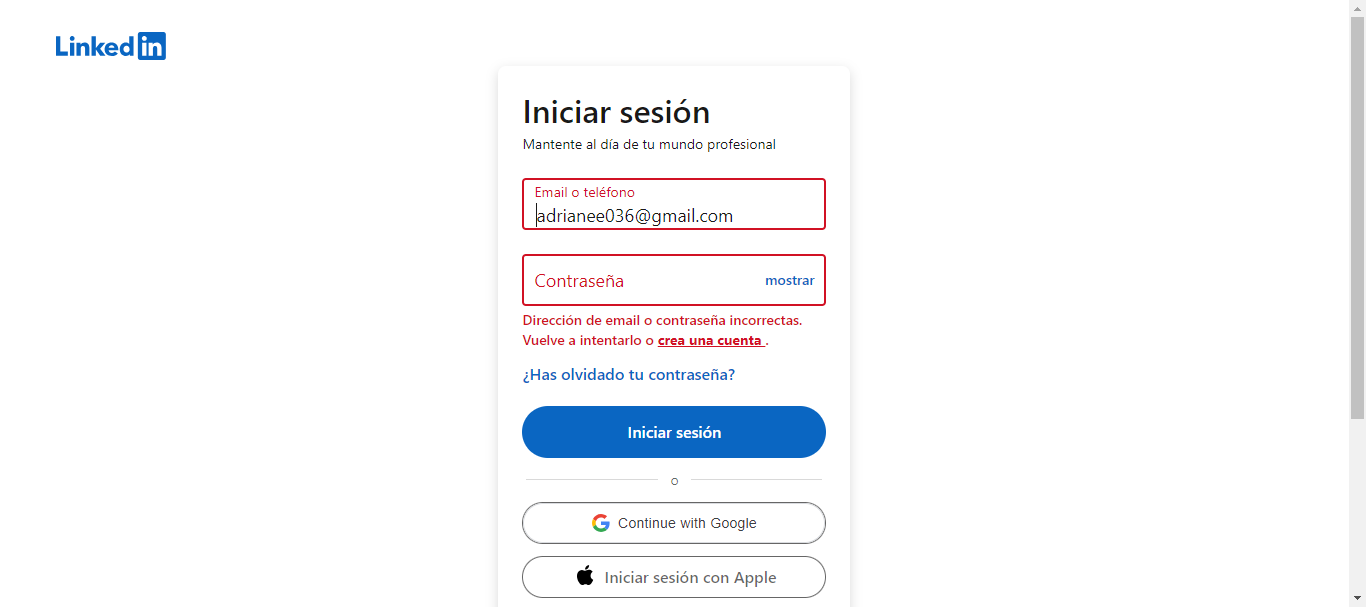 Linked in
Iniciar sesión
Mantente al día de tu mundo profesional
Email o teléfono
adrianee036@gmail.com
Contraseña mostrar
Dirección de email o contraseña incorrectas.
Vuelve a intentarlo o crea una cuenta .
¿Has olvidado tu contraseña?
Iniciar sesión
o
Continue with Google
Iniciar sesión con Apple